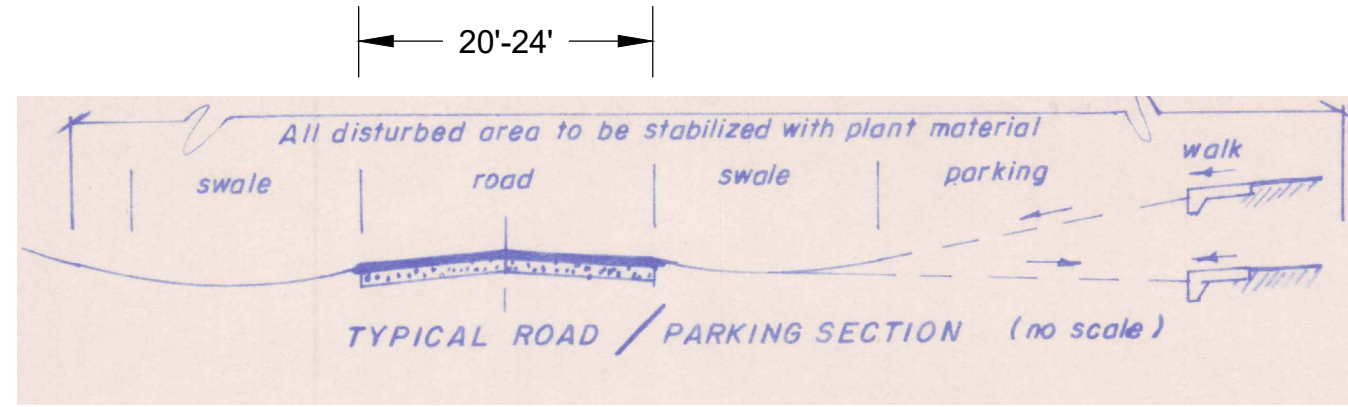 20'-24'
All disturbed area to be stabilized with plant material
swale road swale parking walk
TYPICAL ROAD / PARKING SECTION (no scale)